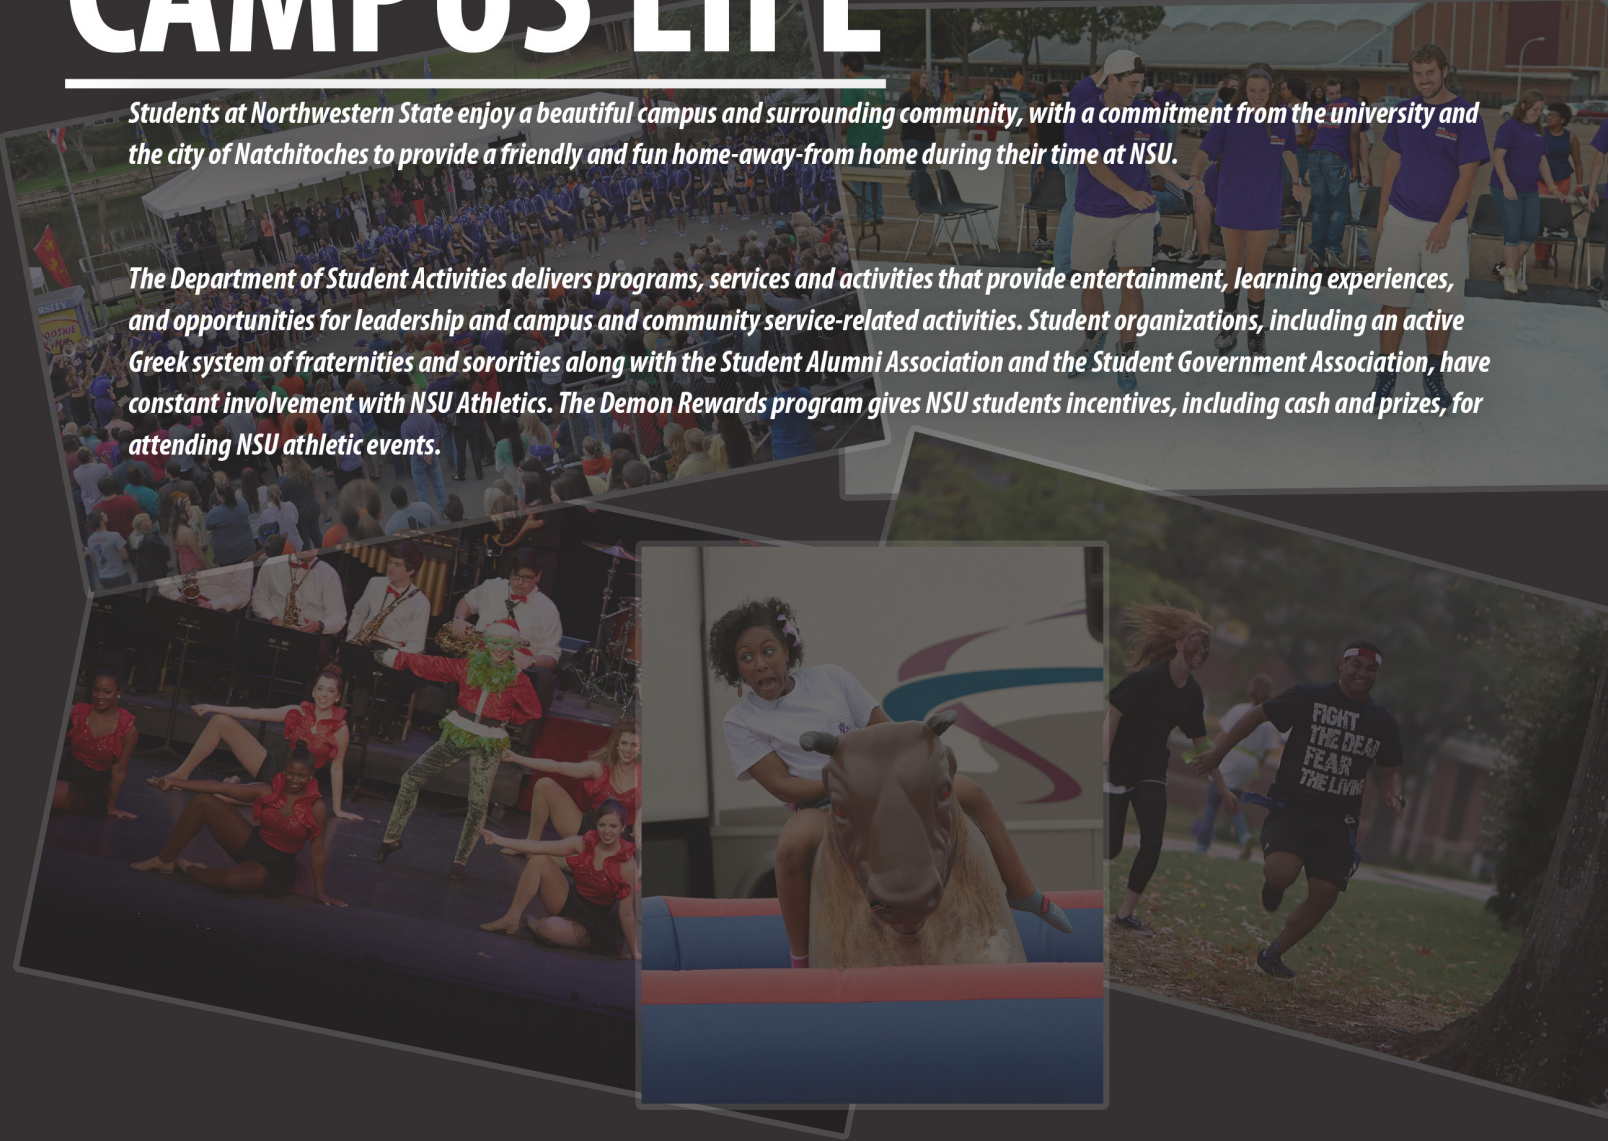 CAMPUS LIFE
Students at Northwestern State enjoy a beautiful campus and surrounding community, with a commitment from the university and
the city of Natchitoches to provide a friendly and fun home-away-from home during their time at NSU.
The Department of Student Activities delivers programs, services and activities that provide entertainment, learning experiences,
and opportunities for leadership and campus and community service-related activities. Student organizations, including an active
Greek system of fraternities and sororities along with the Student Alumni Association and the Student Government Association, have
constant involvement with NSU Athletics. The Demon Rewards program gives NSU students incentives, including cash and prizes, for
attending NSU athletic events.
FIGHT
THE DEAD
FEAR
THE LIVING